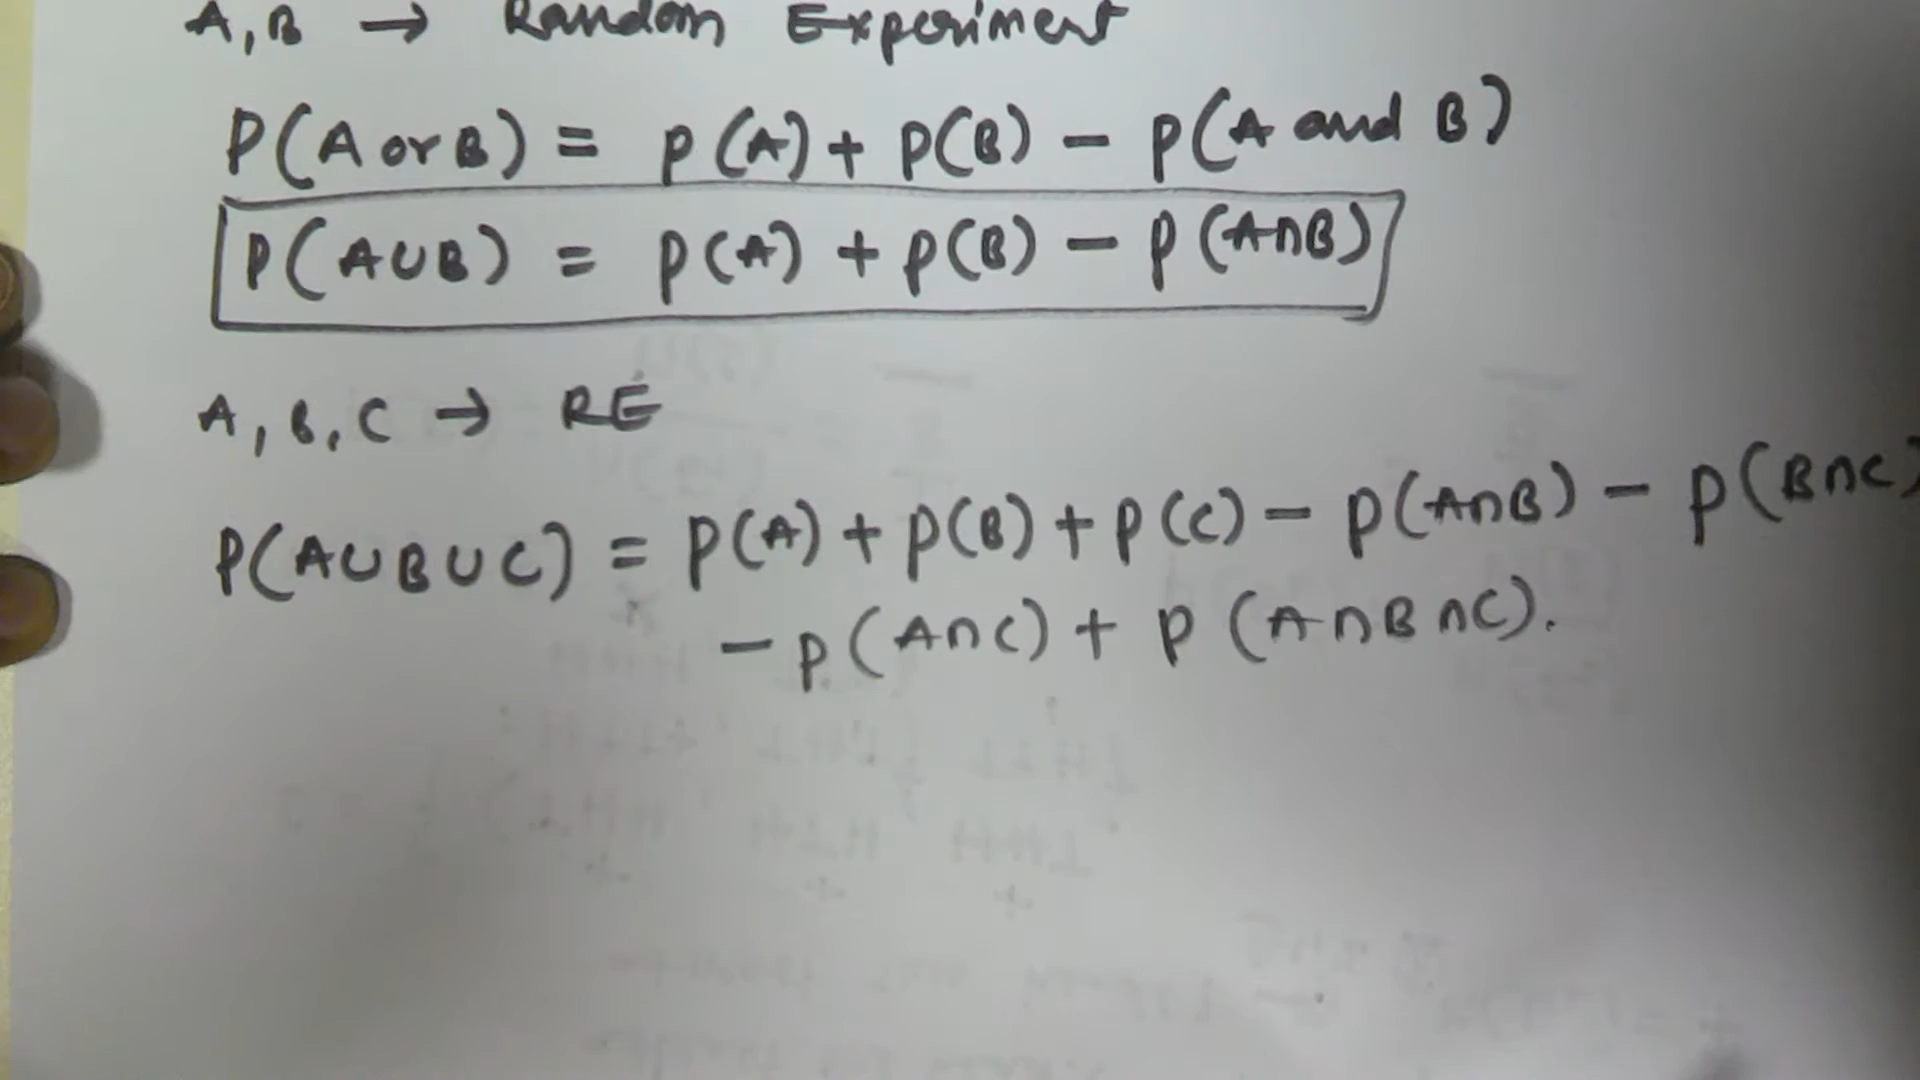 A, B → Random Experiment
P(A or B) = P(A) + P(B) - P(A and B)
P(A∪B) = P(A) + P(B) - P(A∩B)
A, B, C → RE
P(A∪B∪C) = P(A) + P(B) + P(C) - P(A∩B) - P(B∩C)
- P(A∩C) + P(A∩B∩C).